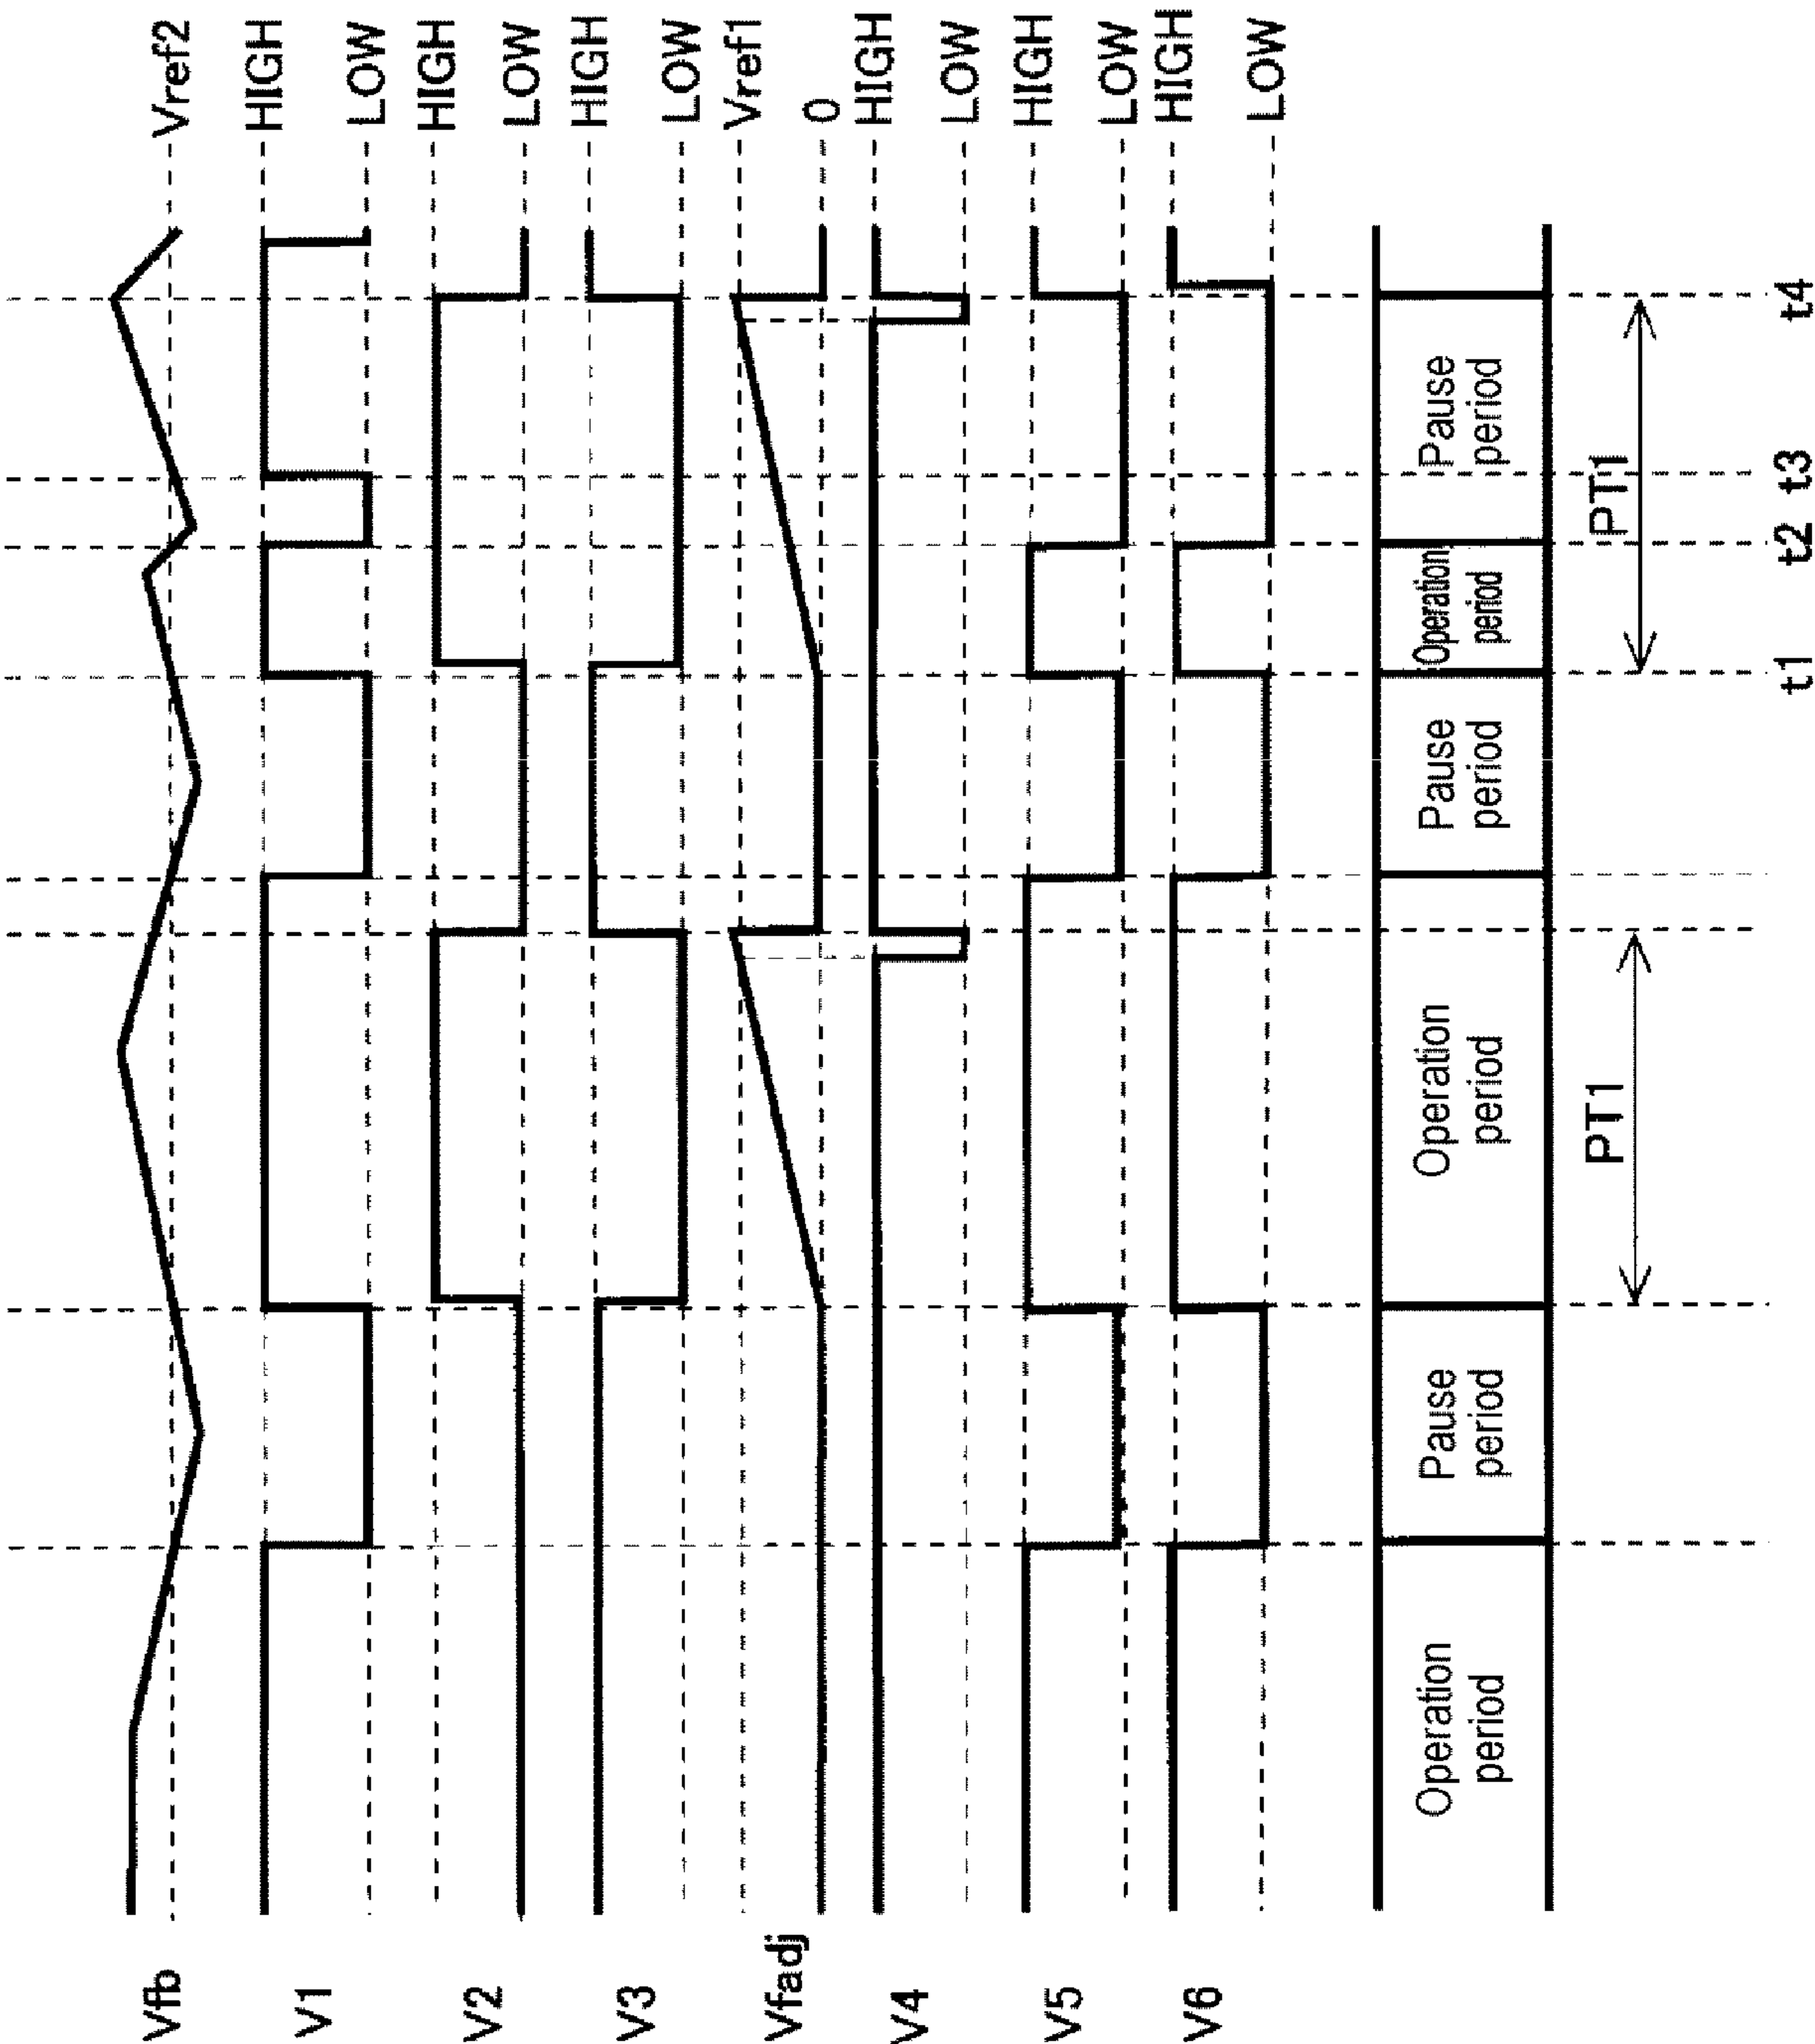 Vfb
Vref2
V1
HIGH
LOW
V2
HIGH
LOW
V3
HIGH
LOW
Vfadj
Vref1
0
V4
HIGH
LOW
V5
HIGH
LOW
V6
HIGH
LOW
Operation
period
Pause
period
Operation
period
Pause
period
Operation
period
Pause
period
PT1
PT1
t1
t2
t3
t4